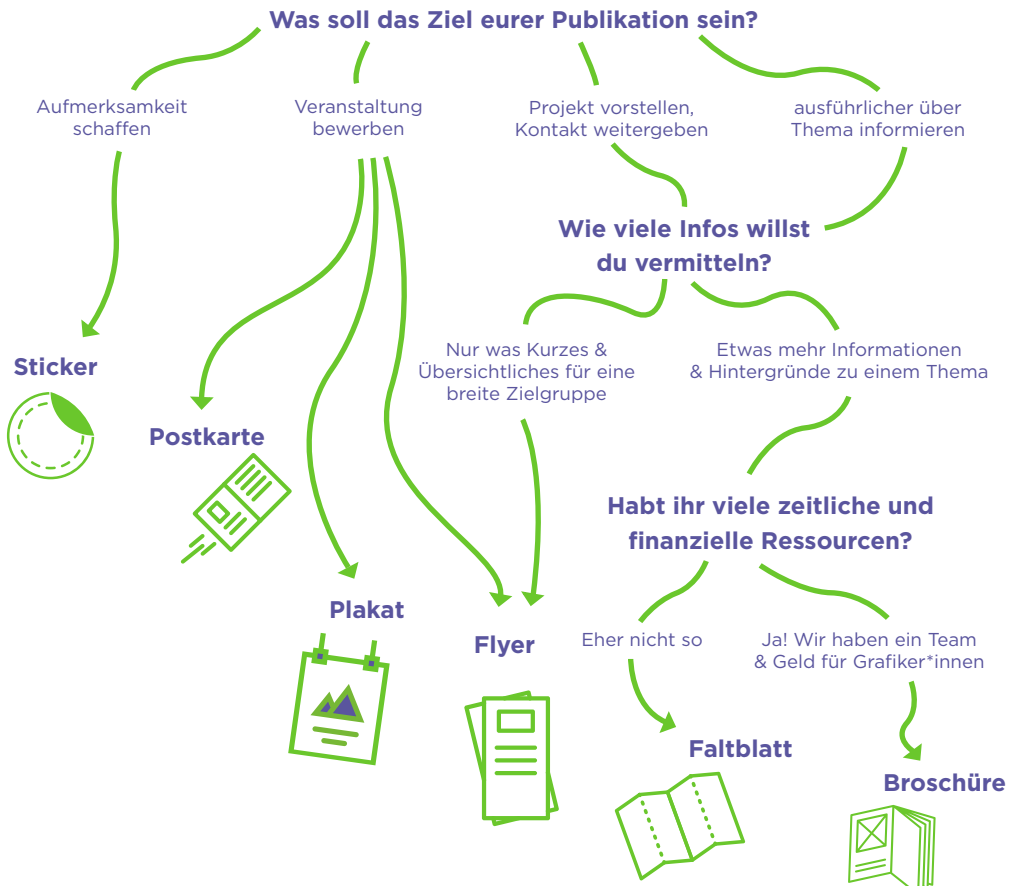 Was soll das Ziel eurer Publikation sein?
Aufmerksamkeit
schaffen
Veranstaltung
bewerben
Projekt vorstellen,
Kontakt weitergeben
ausführlicher über
Thema informieren
Wie viele Infos willst
du vermitteln?
Nur was Kurzes &
Übersichtliches für eine
breite Zielgruppe
Etwas mehr Informationen
& Hintergründe zu einem Thema
Sticker
Postkarte
Habt ihr viele zeitliche und
finanzielle Ressourcen?
Plakat
Flyer
Eher nicht so
Ja! Wir haben ein Team
& Geld für Grafiker*innen
Faltblatt
Broschüre